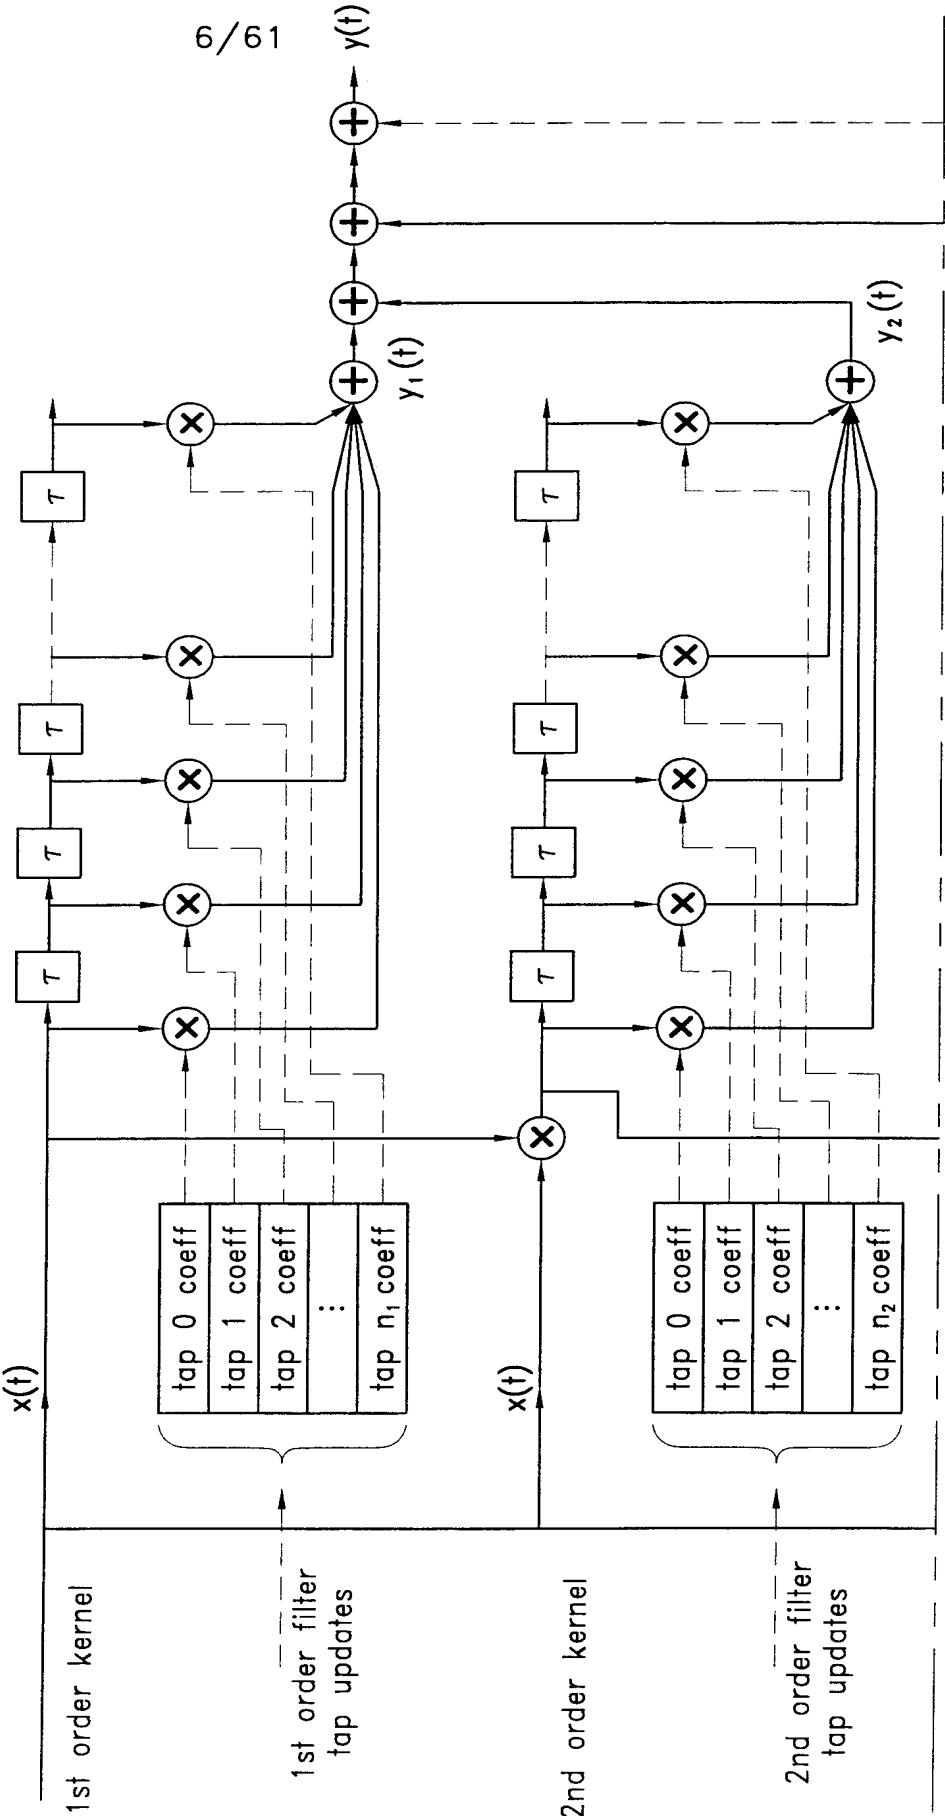 6/61
x(t)
1st order kernel
1st order filter
tap updates
tap 0 coeff
tap 1 coeff
tap 2 coeff
...
tap n₁ coeff
τ
τ
τ
τ
y₁(t)
y(t)
x(t)
2nd order kernel
2nd order filter
tap updates
tap 0 coeff
tap 1 coeff
tap 2 coeff
...
tap n₂ coeff
τ
τ
τ
τ
y₂(t)